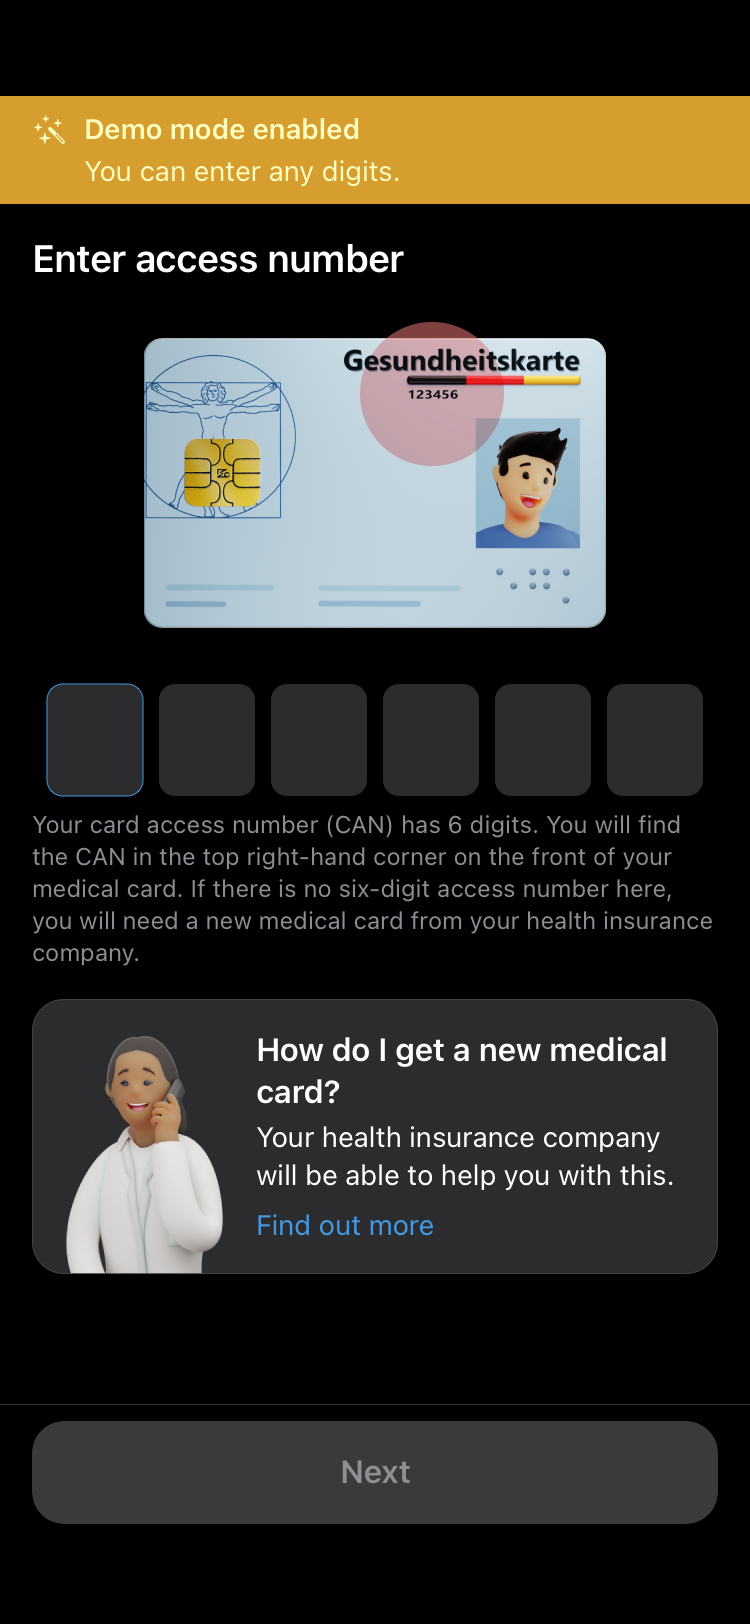 Demo mode enabled
You can enter any digits.
Enter access number
Gesundheitskarte
123456
Your card access number (CAN) has 6 digits. You will find
the CAN in the top right-hand corner on the front of your
medical card. If there is no six-digit access number here,
you will need a new medical card from your health insurance
company.
How do I get a new medical
card?
Your health insurance company
will be able to help you with this.
Find out more
Next